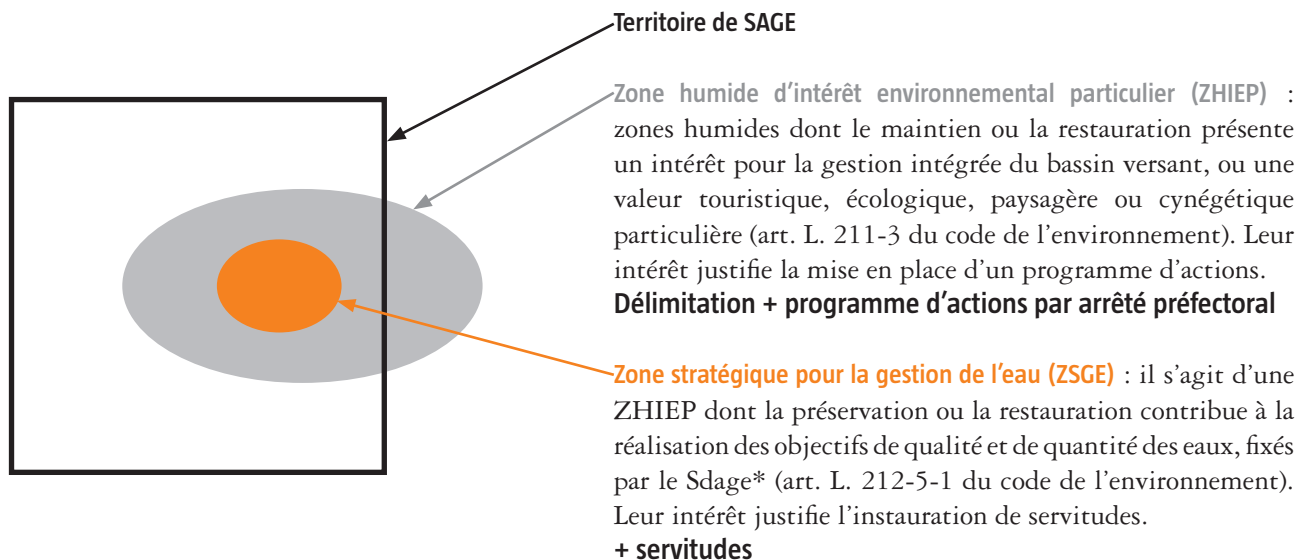 Territoire de SAGE
Zone humide d’intérêt environnemental particulier (ZHIEP) :
zones humides dont le maintien ou la restauration présente
un intérêt pour la gestion intégrée du bassin versant, ou une
valeur touristique, écologique, paysagère ou cynégétique
particulière (art. L. 211-3 du code de l’environnement). Leur
intérêt justifie la mise en place d’un programme d’actions.
Délimitation + programme d’actions par arrêté préfectoral
Zone stratégique pour la gestion de l’eau (ZSGE) : il s’agit d’une
ZHIEP dont la préservation ou la restauration contribue à la
réalisation des objectifs de qualité et de quantité des eaux, fixés
par le Sdage* (art. L. 212-5-1 du code de l’environnement).
Leur intérêt justifie l’instauration de servitudes.
+ servitudes